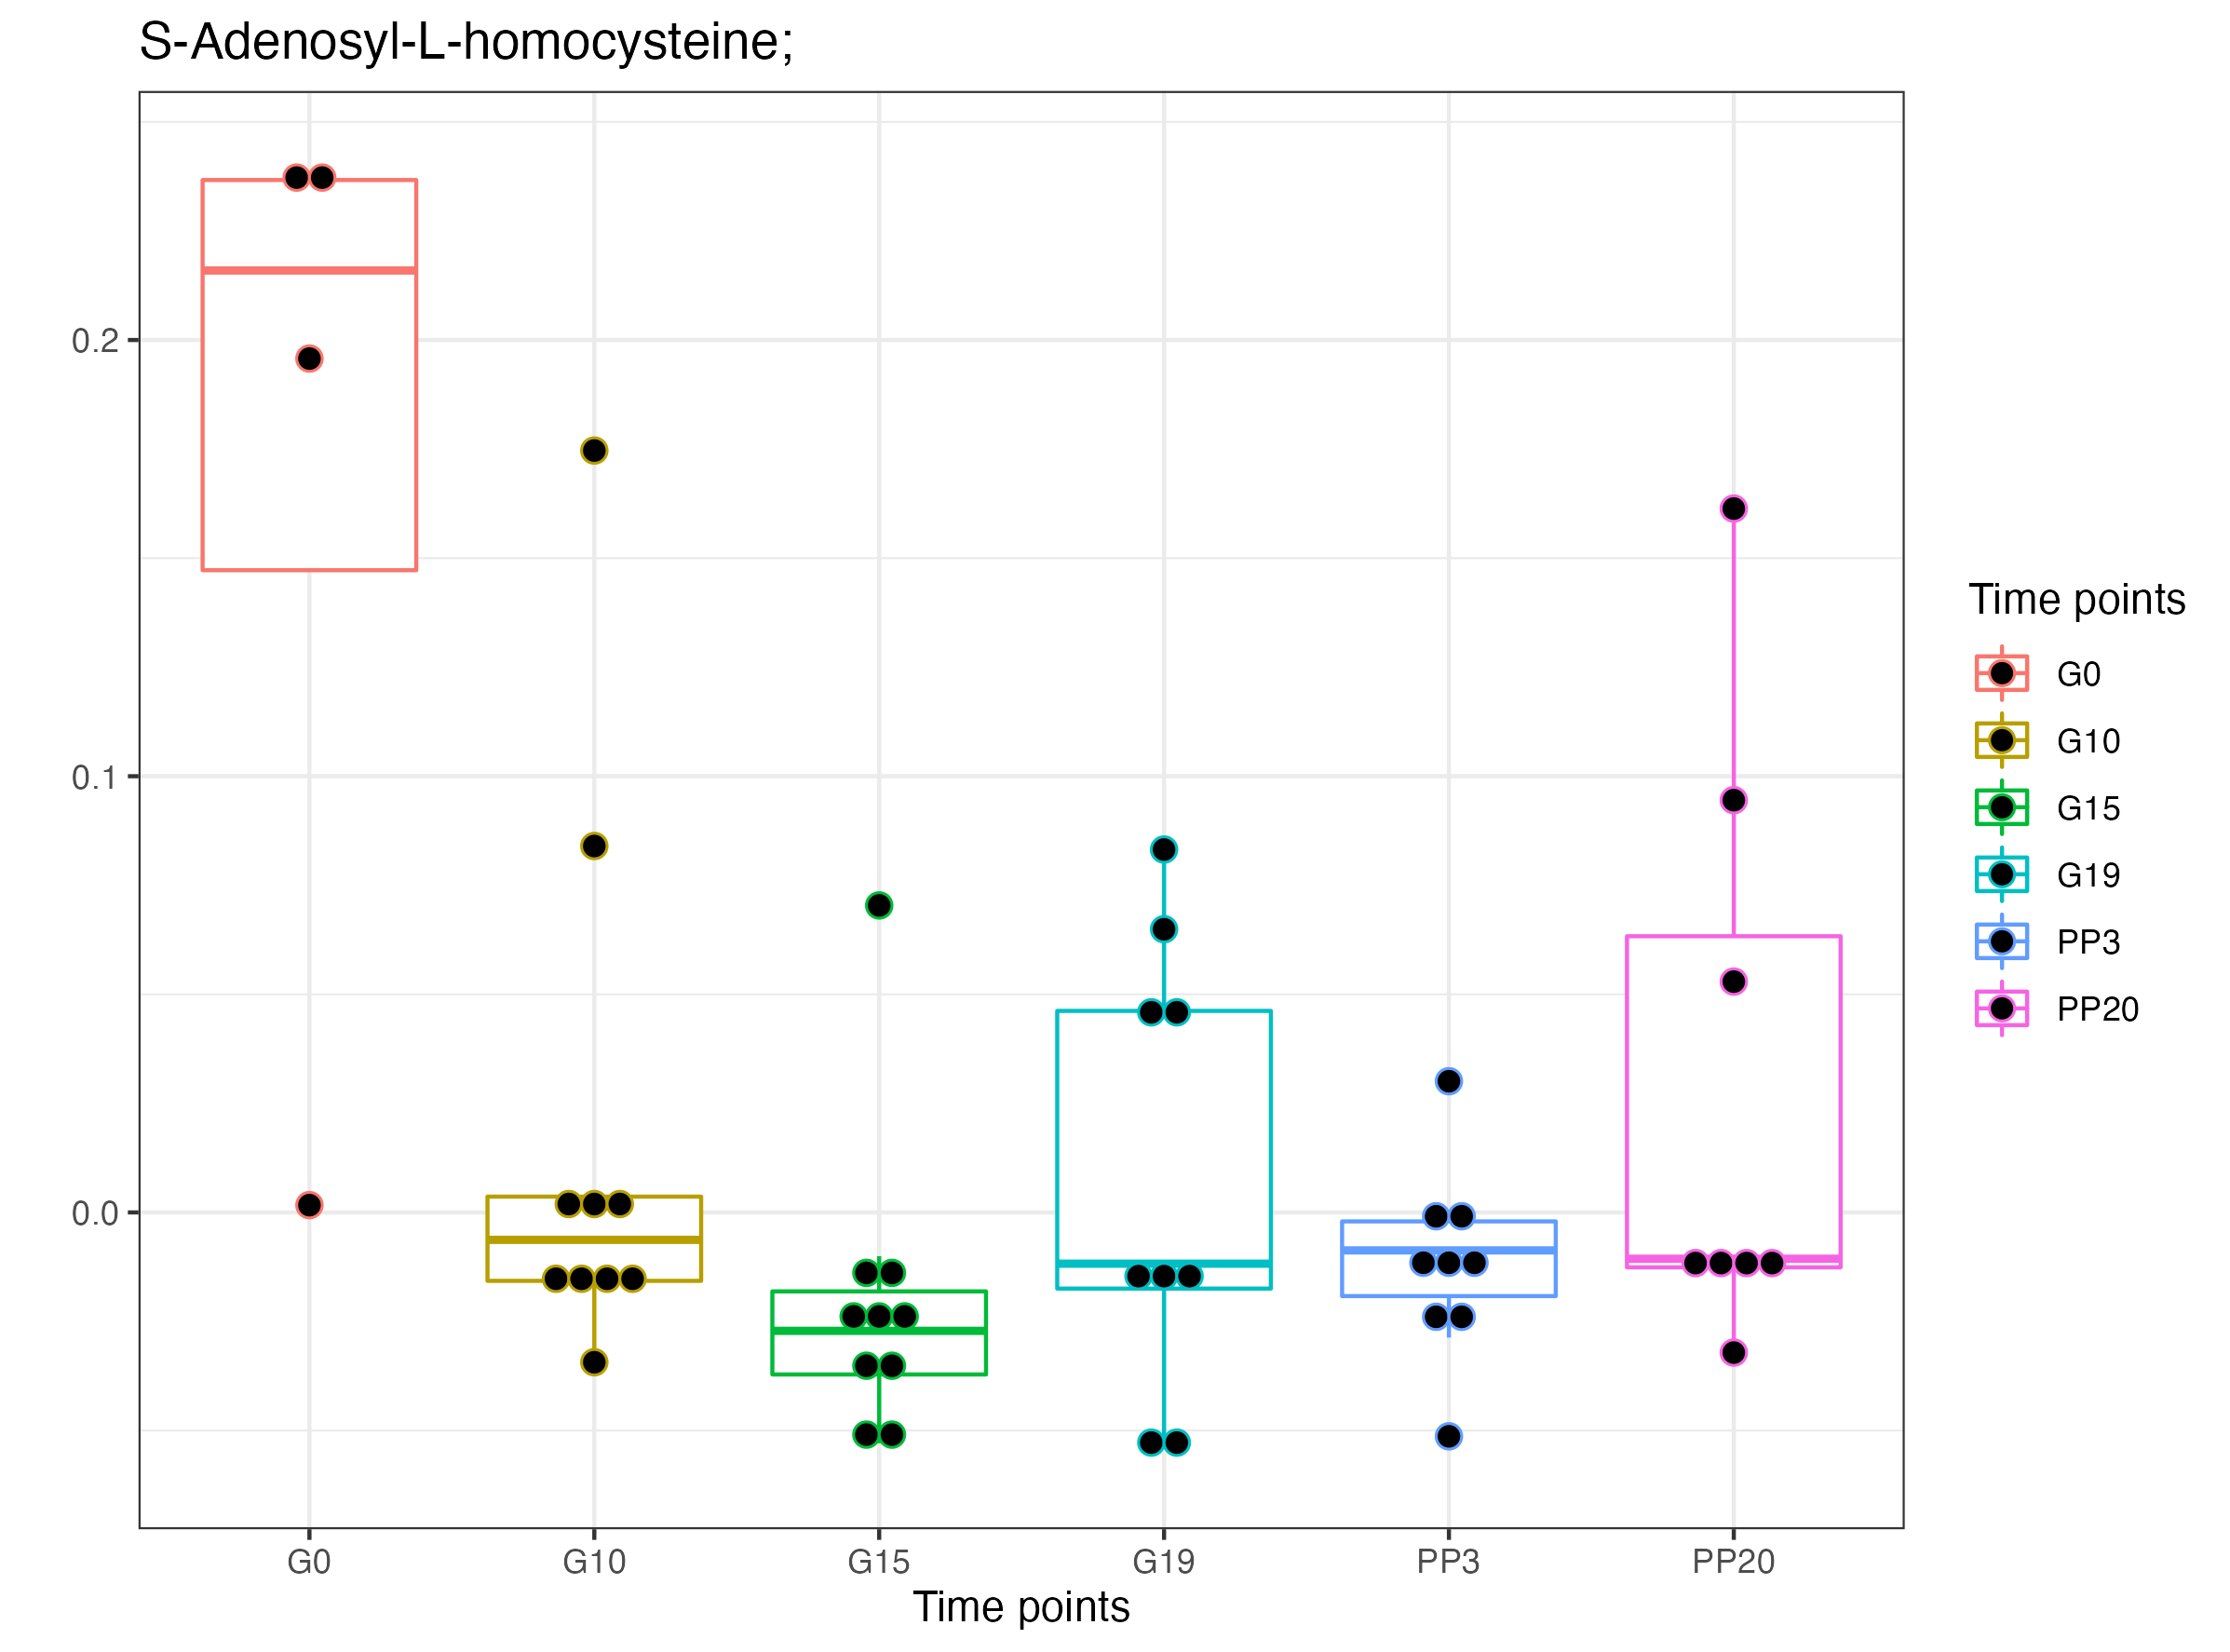 S-Adenosyl-L-homocysteine;
0.2
0.1
0.0
G0
G10
G15
G19
PP3
PP20
Time points
Time points
G0
G10
G15
G19
PP3
PP20